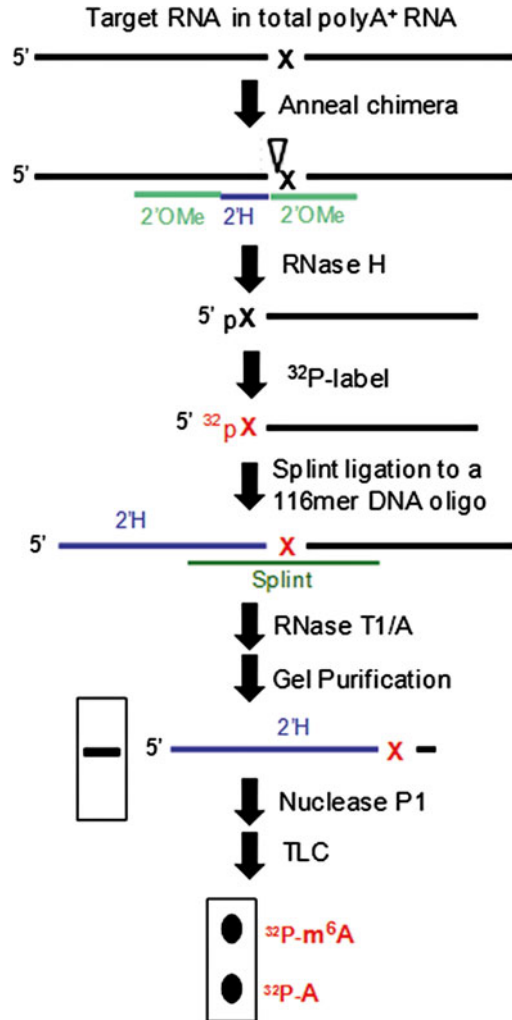 Target RNA in total polyA⁺ RNA
5' X
Anneal chimera
X
2'OMe 2'H 2'OMe
RNase H
5' pX
³²P-label
5' ³²pX
Splint ligation to a
116mer DNA oligo
2'H
5' X
Splint
RNase T1/A
Gel Purification
2'H
5' X
Nuclease P1
TLC
³²P-m⁶A
³²P-A